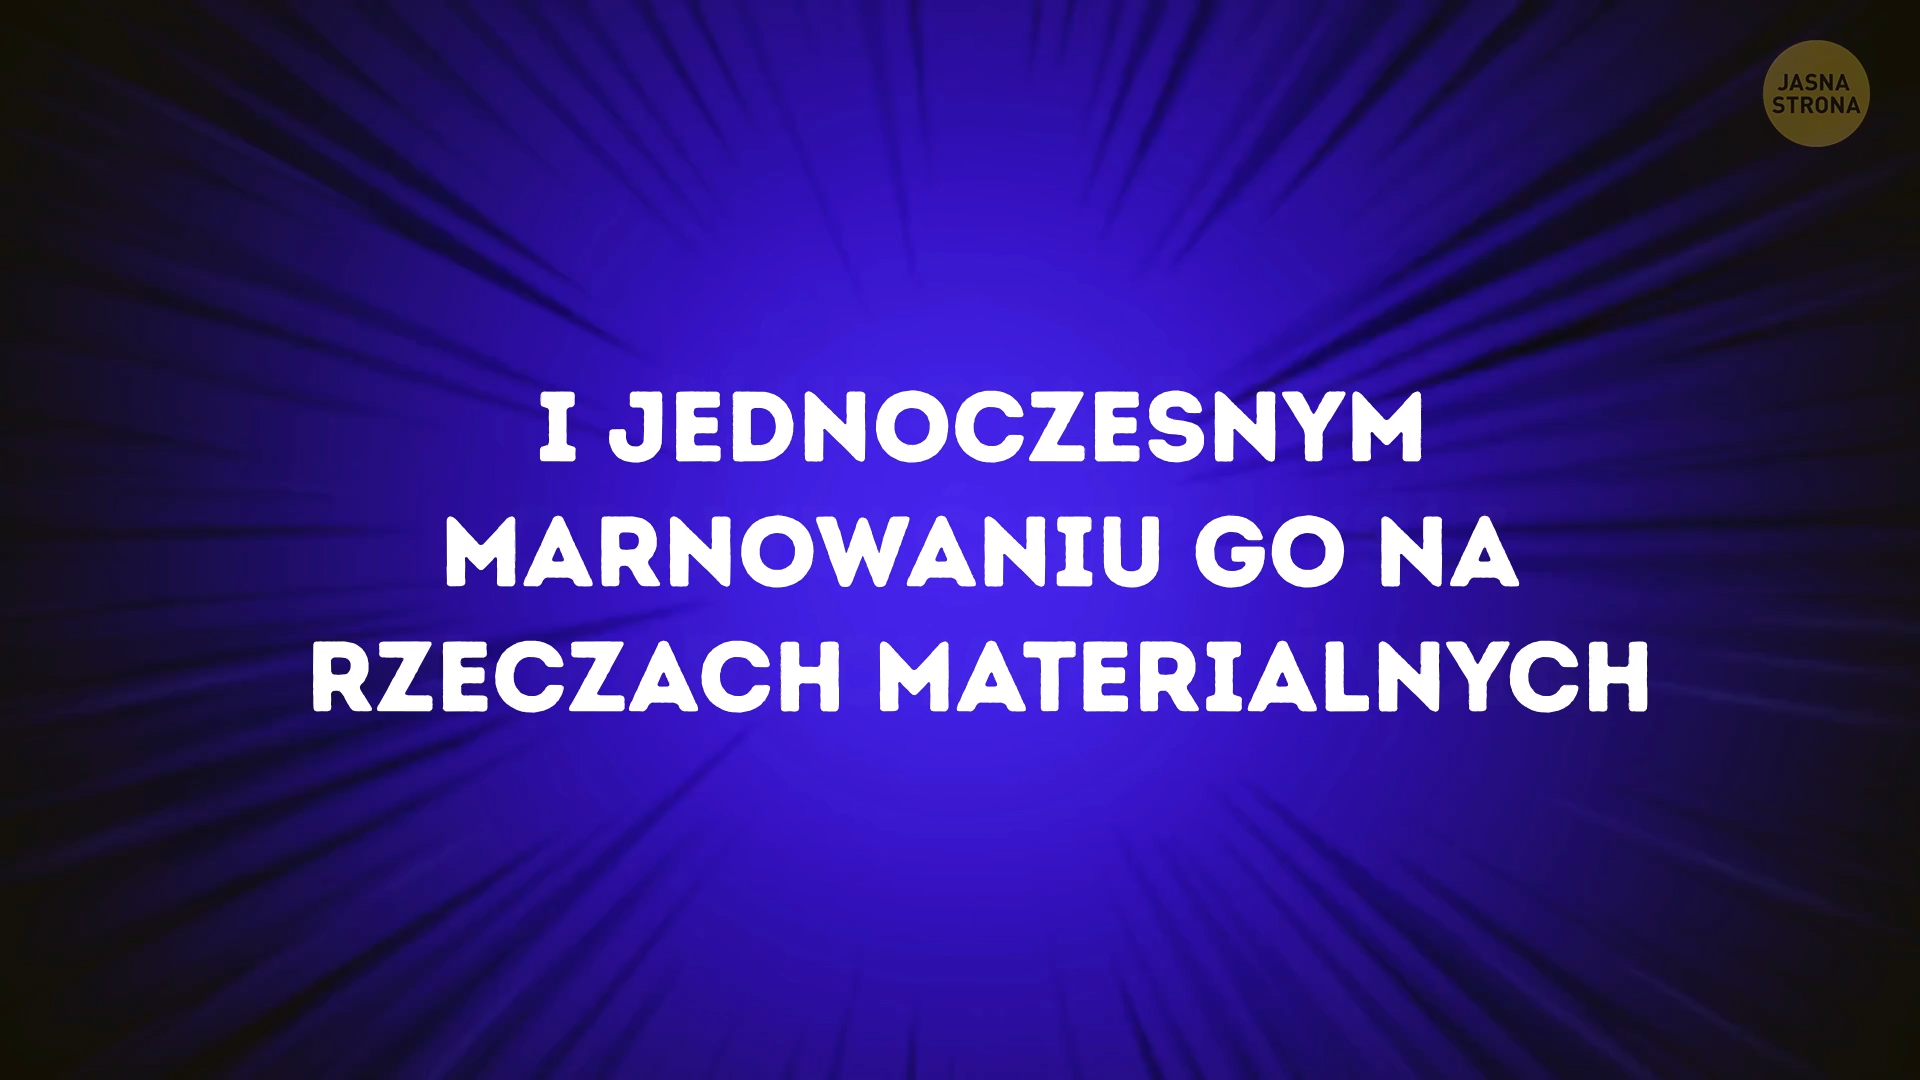 JASNA
STRONA
I JEDNOCZESNYM
MARNOWANIU GO NA
RZECZACH MATERIALNYCH